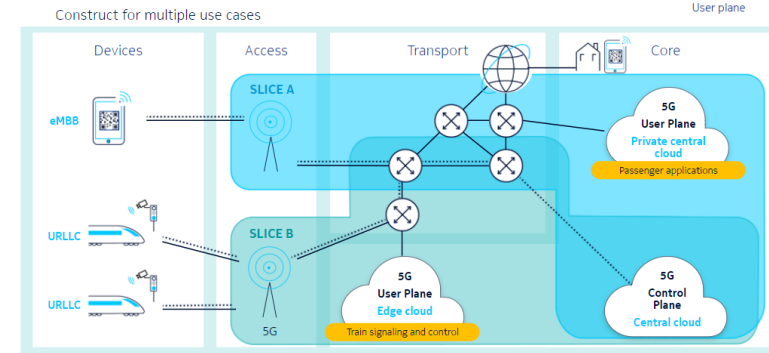 User plane
Construct for multiple use cases
Devices
Access
Transport
Core
SLICE A
eMBB
5G
User Plane
Private central
cloud
Passenger applications
URLLC
SLICE B
5G
User Plane
Edge cloud
Train signaling and control
5G
Control
Plane
Central cloud
URLLC
5G